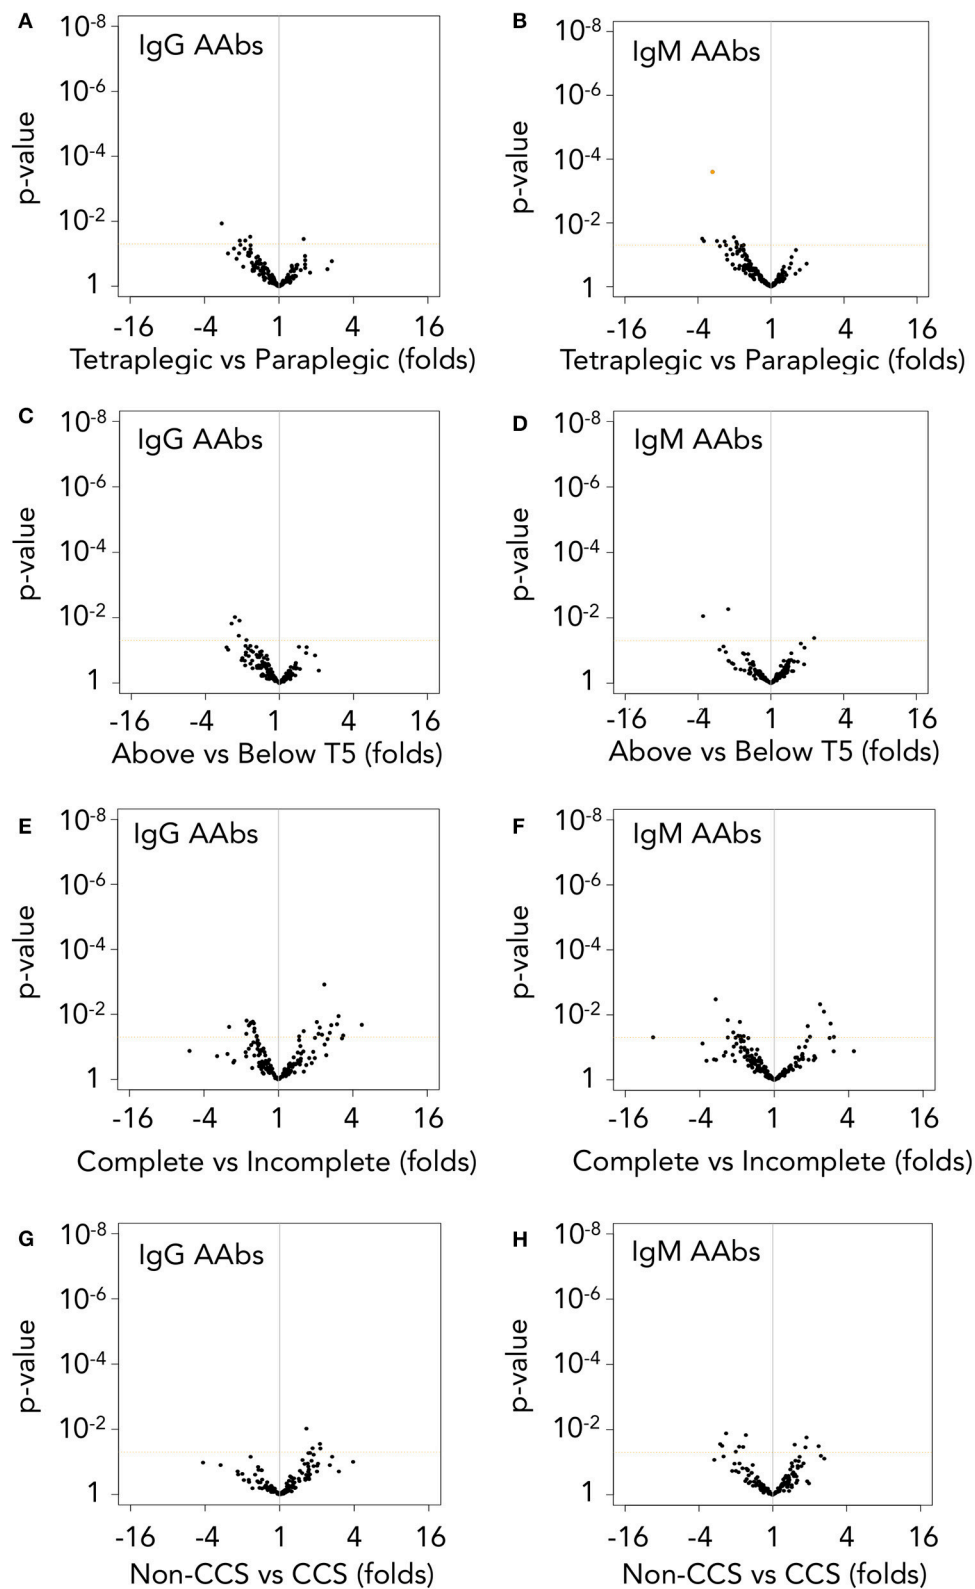 A
IgG AAbs
10-8
10-6
10-4
10-2
1
p-value
-16 -4 1 4 16
Tetraplegic vs Paraplegic (folds)
B
IgM AAbs
10-8
10-6
10-4
10-2
1
p-value
-16 -4 1 4 16
Tetraplegic vs Paraplegic (folds)
C
IgG AAbs
10-8
10-6
10-4
10-2
1
p-value
-16 -4 1 4 16
Above vs Below T5 (folds)
D
IgM AAbs
10-8
10-6
10-4
10-2
1
p-value
-16 -4 1 4 16
Above vs Below T5 (folds)
E
IgG AAbs
10-8
10-6
10-4
10-2
1
p-value
-16 -4 1 4 16
Complete vs Incomplete (folds)
F
IgM AAbs
10-8
10-6
10-4
10-2
1
p-value
-16 -4 1 4 16
Complete vs Incomplete (folds)
G
IgG AAbs
10-8
10-6
10-4
10-2
1
p-value
-16 -4 1 4 16
Non-CCS vs CCS (folds)
H
IgM AAbs
10-8
10-6
10-4
10-2
1
p-value
-16 -4 1 4 16
Non-CCS vs CCS (folds)